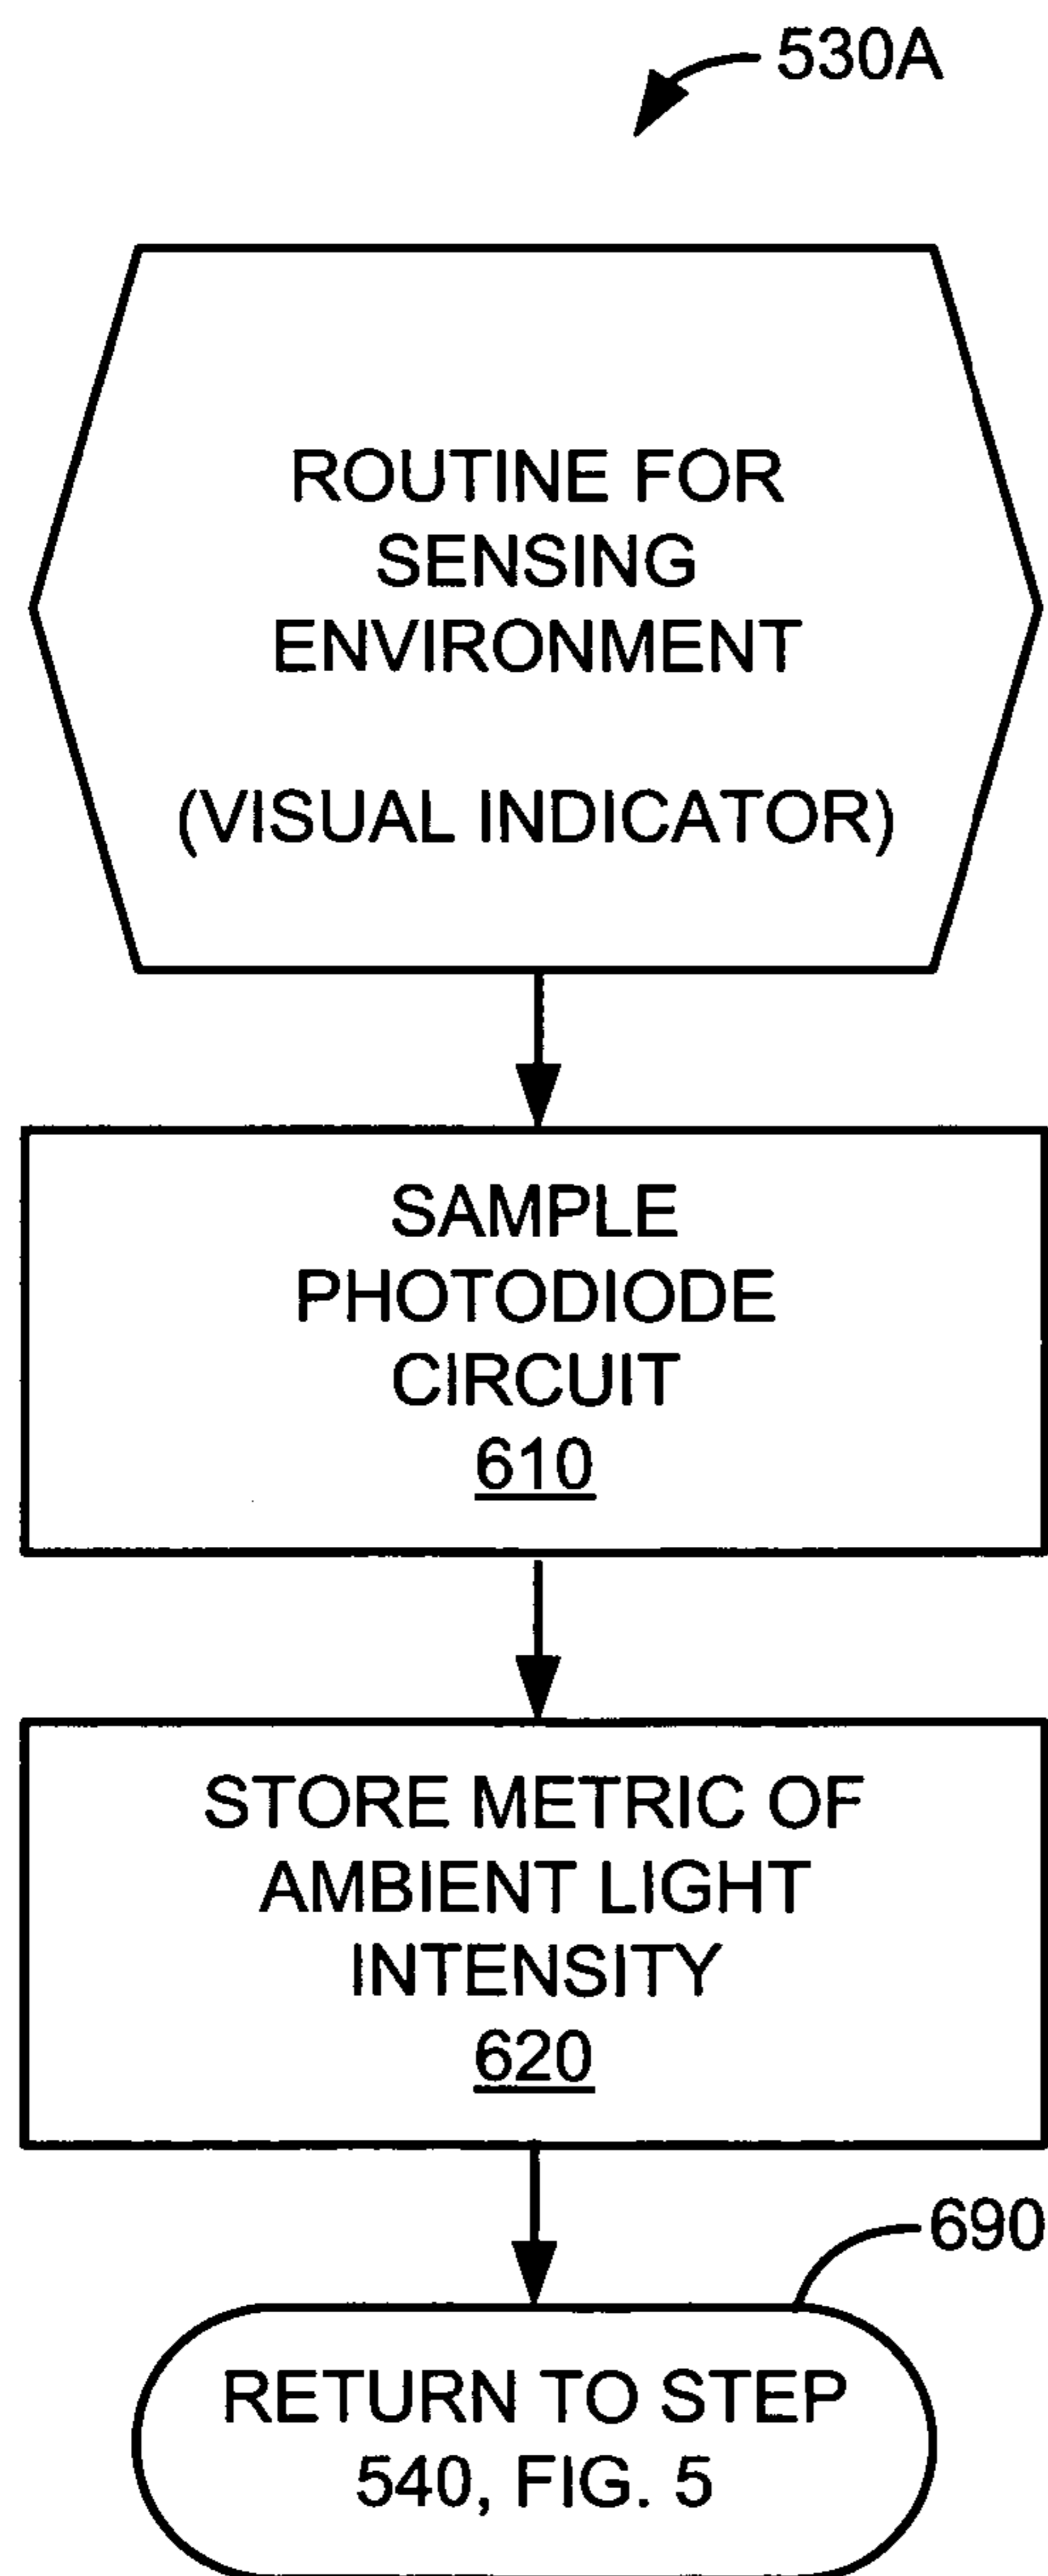 530A
ROUTINE FOR
SENSING
ENVIRONMENT
(VISUAL INDICATOR)
SAMPLE
PHOTODIODE
CIRCUIT
610
STORE METRIC OF
AMBIENT LIGHT
INTENSITY
620
690
RETURN TO STEP
540, FIG. 5